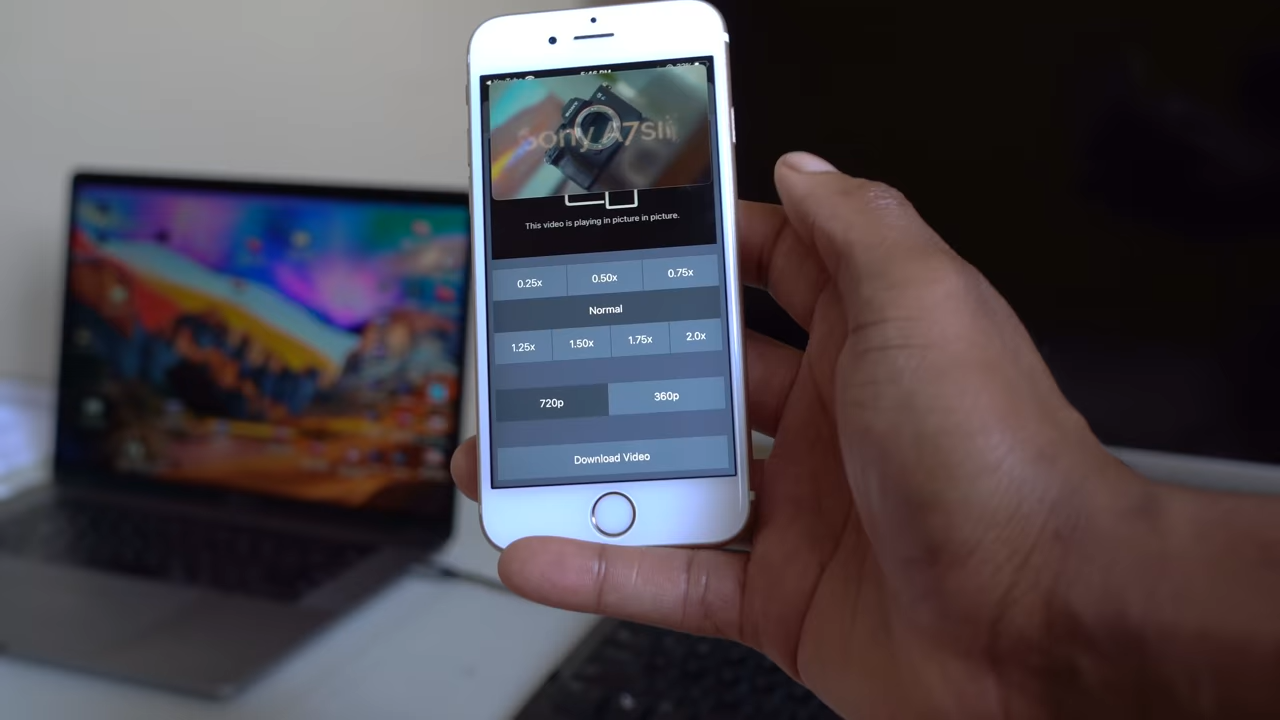 Sony A7sii
This video is playing in picture in picture.
0.25x 0.50x 0.75x
Normal
1.25x 1.50x 1.75x 2.0x
720p 360p
Download Video